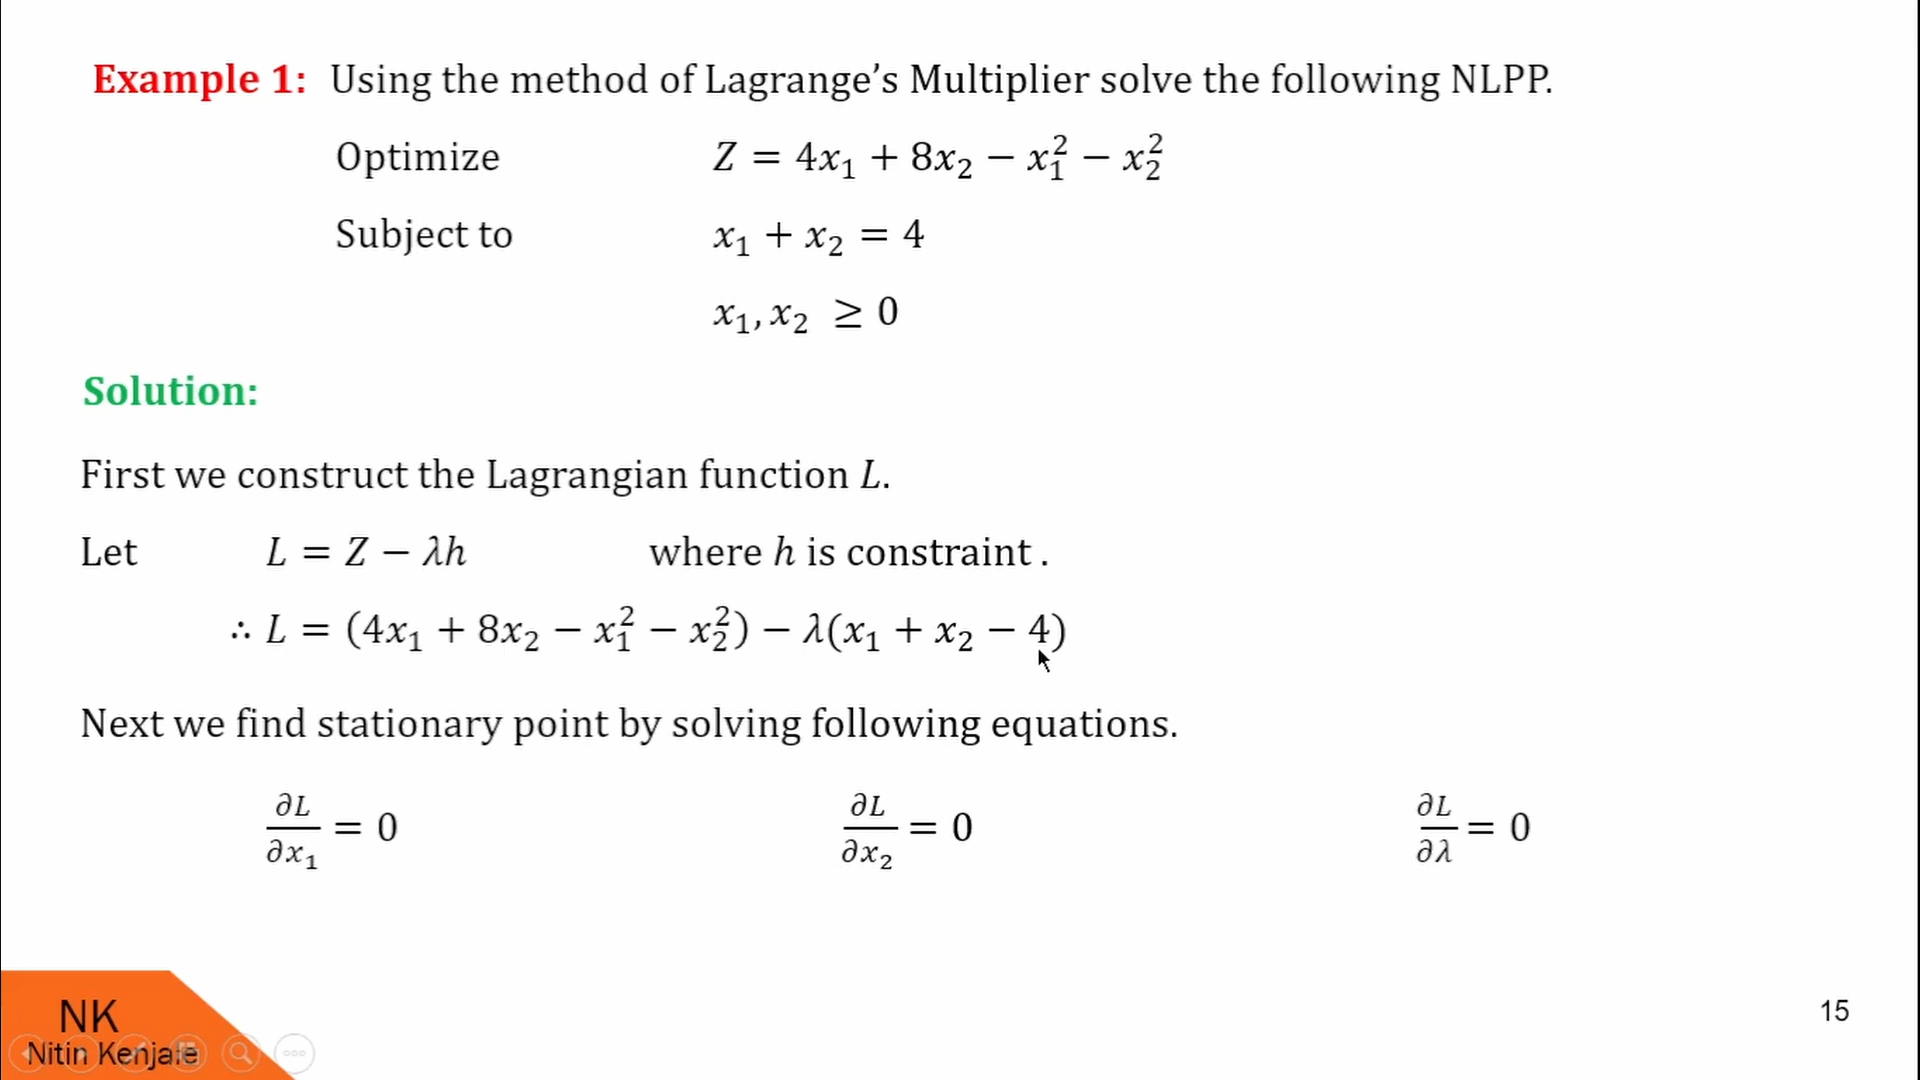 Example 1: Using the method of Lagrange's Multiplier solve the following NLPP.
Optimize Z = 4x₁ + 8x₂ − x₁² − x₂²
Subject to x₁ + x₂ = 4
x₁, x₂ ≥ 0
Solution:
First we construct the Lagrangian function L.
Let L = Z − λh where h is constraint .
∴ L = (4x₁ + 8x₂ − x₁² − x₂²) − λ(x₁ + x₂ − 4)
Next we find stationary point by solving following equations.
∂L/∂x₁ = 0 ∂L/∂x₂ = 0 ∂L/∂λ = 0
NK
Nitin Kenjale
15